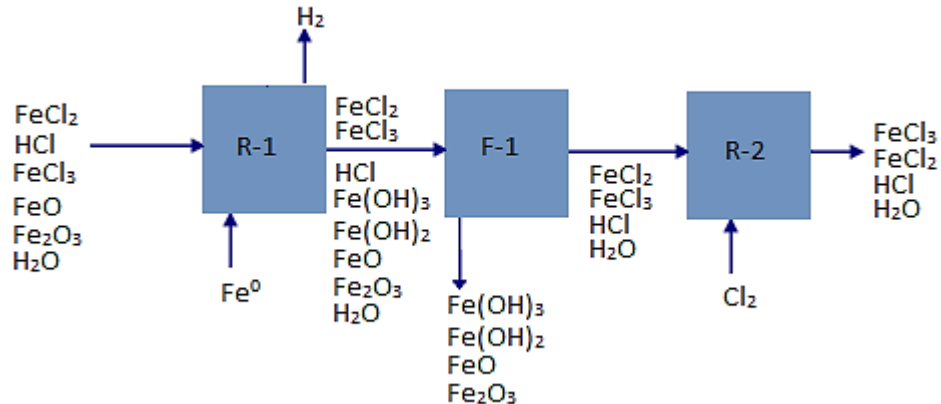 H₂
FeCl₂
HCl
FeCl₃
FeO
Fe₂O₃
H₂O
R-1
Fe⁰
FeCl₂
FeCl₃
HCl
Fe(OH)₃
Fe(OH)₂
FeO
Fe₂O₃
H₂O
F-1
Fe(OH)₃
Fe(OH)₂
FeO
Fe₂O₃
FeCl₂
FeCl₃
HCl
H₂O
R-2
Cl₂
FeCl₃
FeCl₂
HCl
H₂O